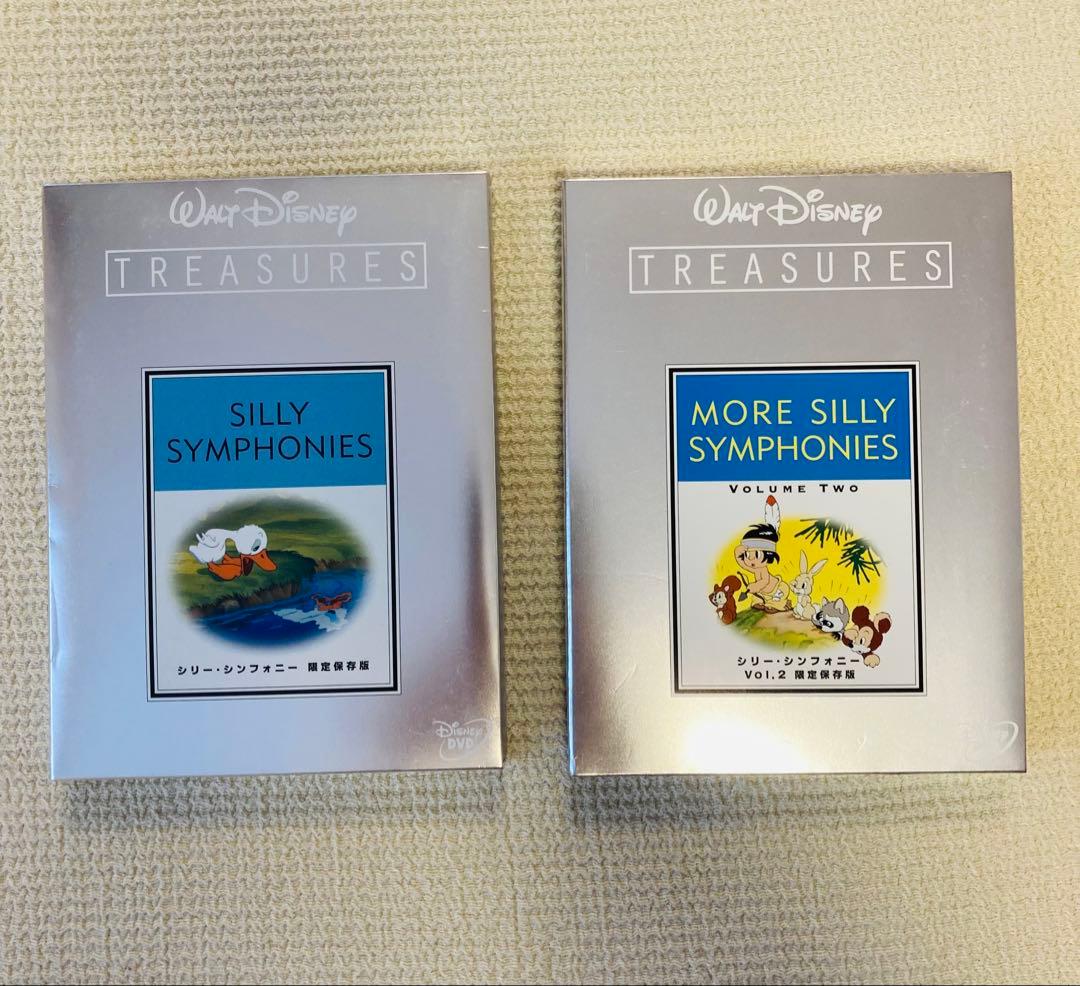 WALT DISNEY
TREASURES
SILLY
SYMPHONIES
シリー・シンフォニー 限定保存版
DISNEY
DVD
WALT DISNEY
TREASURES
MORE SILLY
SYMPHONIES
VOLUME TWO
シリー・シンフォニー
Vol.2 限定保存版